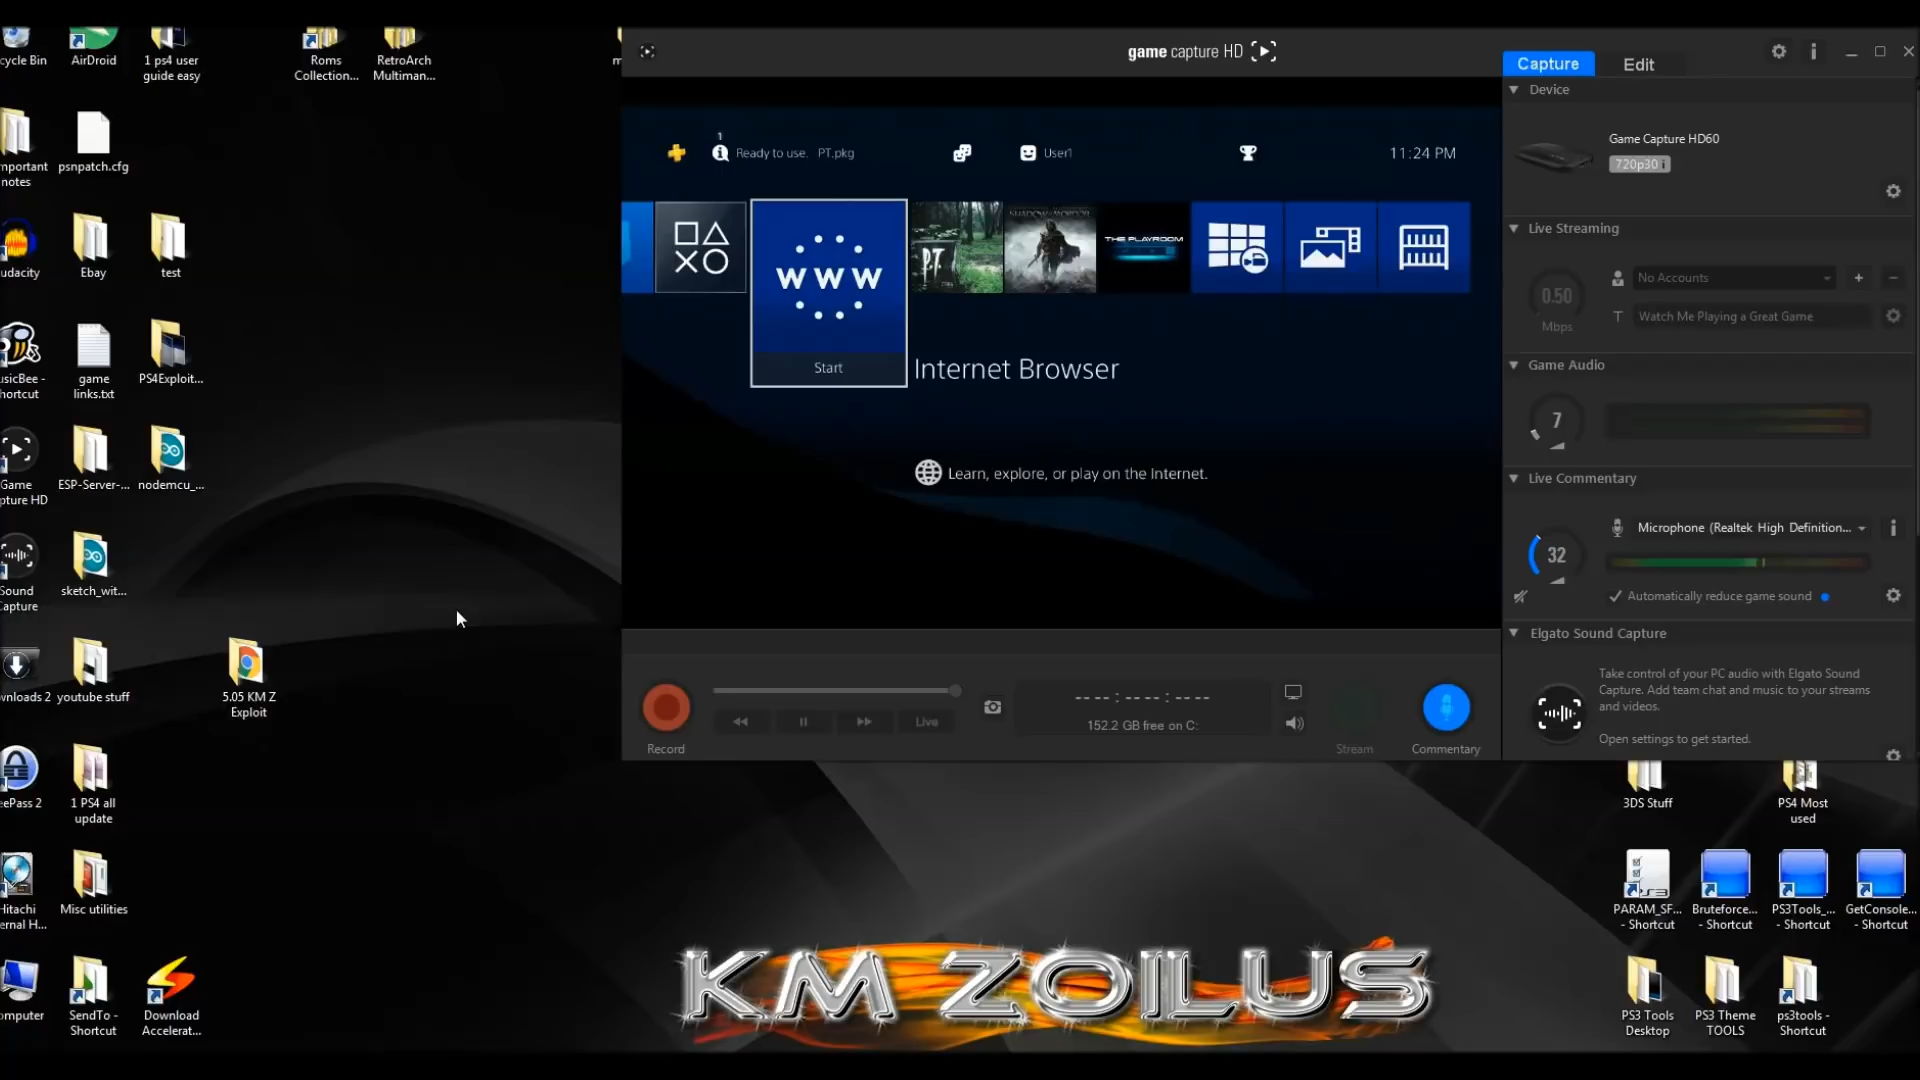 cycle Bin
AirDroid
1 ps4 user
guide easy
Roms
Collection...
RetroArch
Multiman...
mportant
notes
psnpatch.cfg
udacity
Ebay
test
usicBee -
hortcut
game
links.txt
PS4Exploit...
Game
pture HD
ESP-Server-...
nodemcu_...
Sound
Capture
sketch_wit...
wnloads 2
youtube stuff
5.05 KM Z
Exploit
eePass 2
1 PS4 all
update
Hitachi
ernal H...
Misc utilities
omputer
SendTo -
Shortcut
Download
Accelerat...
game capture HD
Capture
Edit
1
Ready to use. PT.pkg
User1
11:24 PM
P.T.
SHADOW OF MORDOR
THE PLAYROOM
WWW
Start
Internet Browser
Learn, explore, or play on the Internet.
Device
Game Capture HD60
720p30 i
Live Streaming
0.50
Mbps
No Accounts
T
Watch Me Playing a Great Game
Game Audio
7
Live Commentary
Microphone (Realtek High Definition...
32
Automatically reduce game sound
Elgato Sound Capture
Take control of your PC audio with Elgato Sound
Capture. Add team chat and music to your streams
and videos.
Open settings to get started.
Record
Live
--:--:--
152.2 GB free on C:
Stream
Commentary
3DS Stuff
PS4 Most
used
PS3
PARAM_SF...
- Shortcut
Bruteforce...
- Shortcut
PS3Tools_...
- Shortcut
GetConsole...
- Shortcut
PS3 Tools
Desktop
PS3 Theme
TOOLS
ps3tools -
Shortcut
KM ZOILUS